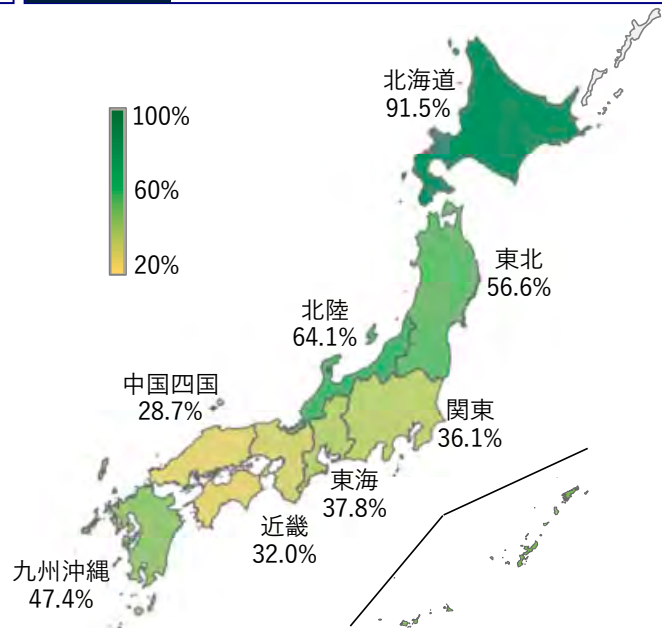 北海道
91.5%
100%
60%
20%
東北
56.6%
北陸
64.1%
中国四国
28.7%
関東
36.1%
東海
37.8%
近畿
32.0%
九州沖縄
47.4%